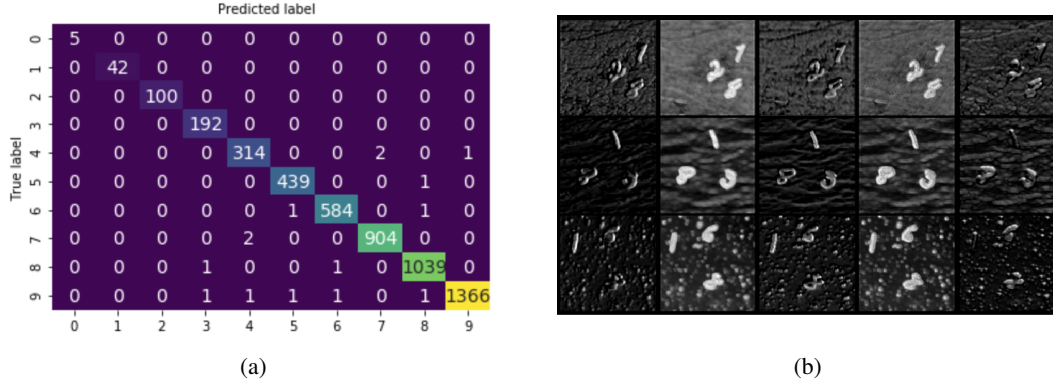 Predicted label
True label
0 5 0 0 0 0 0 0 0 0 0
1 0 42 0 0 0 0 0 0 0 0
2 0 0 100 0 0 0 0 0 0 0
3 0 0 0 192 0 0 0 0 0 0
4 0 0 0 0 314 0 0 2 0 1
5 0 0 0 0 0 439 0 0 1 0
6 0 0 0 0 0 1 584 0 1 0
7 0 0 0 0 2 0 0 904 0 0
8 0 0 0 1 0 0 1 0 1039 0
9 0 0 0 1 1 1 1 0 1 1366
0 1 2 3 4 5 6 7 8 9
(a) (b)